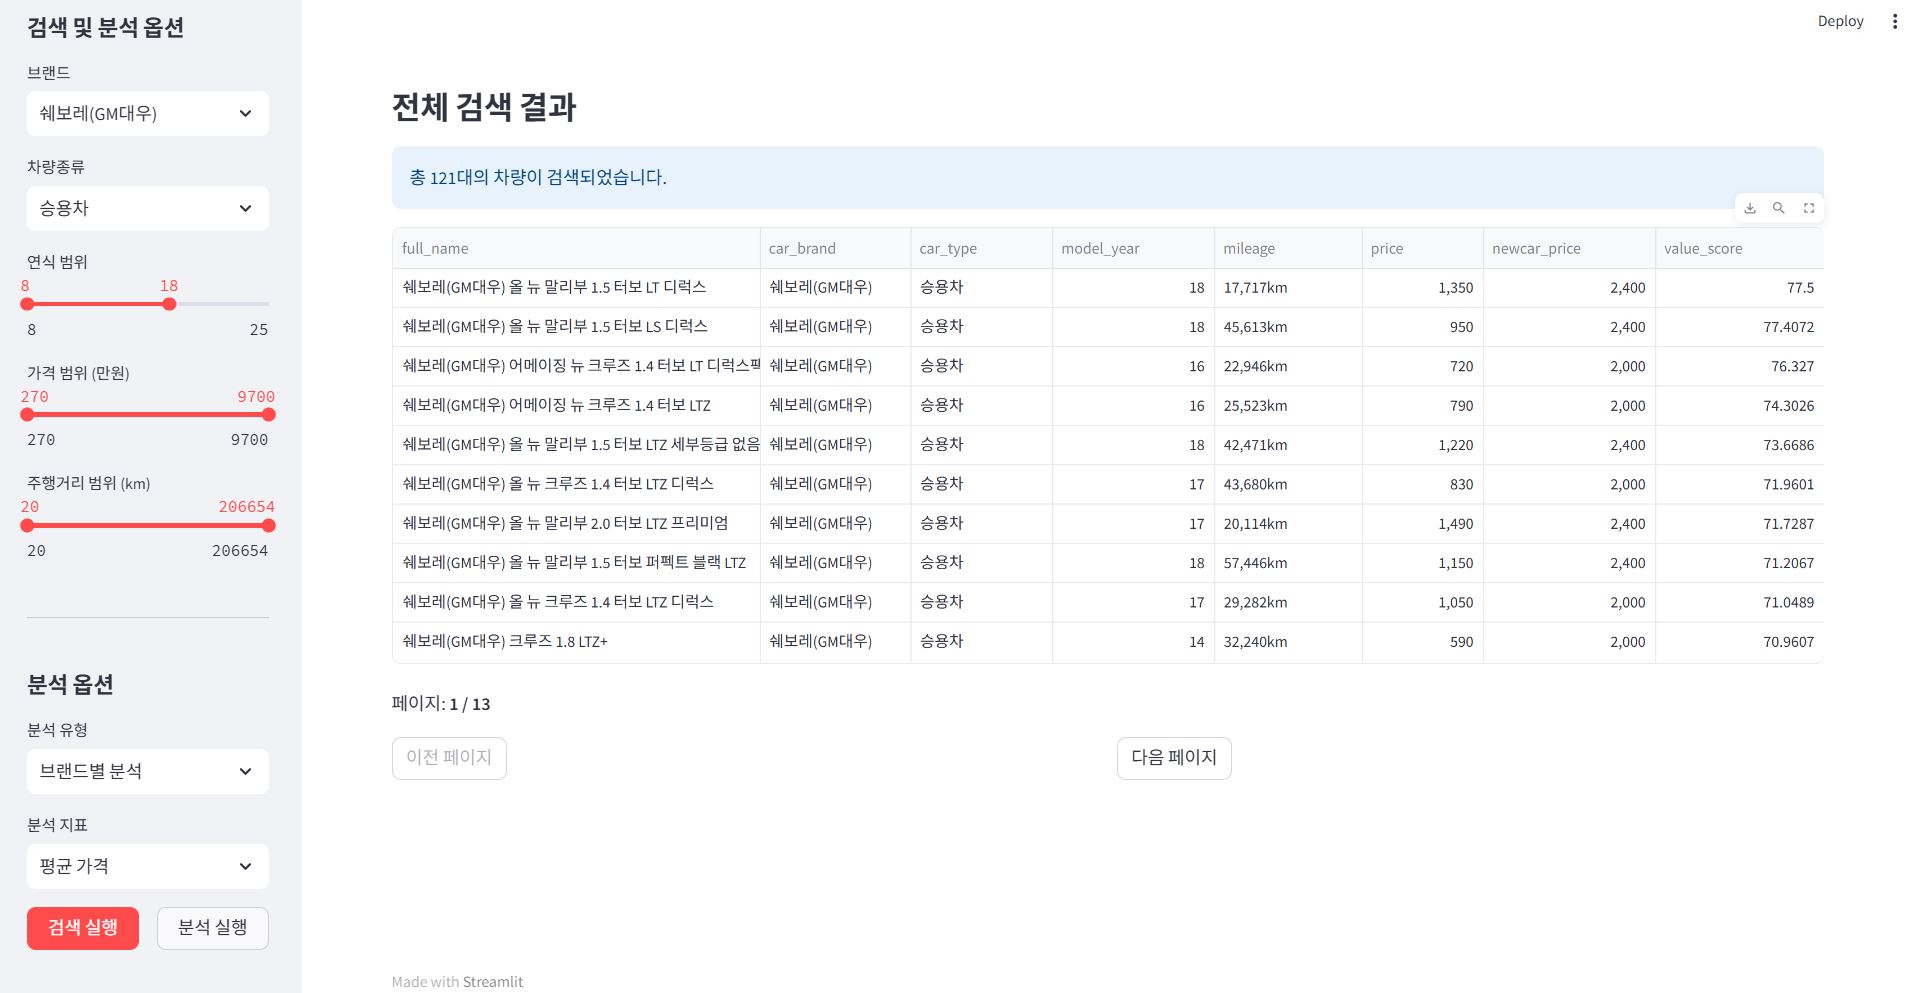 검색 및 분석 옵션
브랜드
쉐보레(GM대우)
차량종류
승용차
연식 범위
8 18
8 25
가격 범위 (만원)
270 9700
270 9700
주행거리 범위 (km)
20 206654
20 206654
분석 옵션
분석 유형
브랜드별 분석
분석 지표
평균 가격
검색 실행 분석 실행
Deploy
전체 검색 결과
총 121대의 차량이 검색되었습니다.
full_name car_brand car_type model_year mileage price newcar_price value_score
쉐보레(GM대우) 올 뉴 말리부 1.5 터보 LT 디럭스 쉐보레(GM대우) 승용차 18 17,717km 1,350 2,400 77.5
쉐보레(GM대우) 올 뉴 말리부 1.5 터보 LS 디럭스 쉐보레(GM대우) 승용차 18 45,613km 950 2,400 77.4072
쉐보레(GM대우) 어메이징 뉴 크루즈 1.4 터보 LT 디럭스팩 쉐보레(GM대우) 승용차 16 22,946km 720 2,000 76.327
쉐보레(GM대우) 어메이징 뉴 크루즈 1.4 터보 LTZ 쉐보레(GM대우) 승용차 16 25,523km 790 2,000 74.3026
쉐보레(GM대우) 올 뉴 말리부 1.5 터보 LTZ 세부등급 없음 쉐보레(GM대우) 승용차 18 42,471km 1,220 2,400 73.6686
쉐보레(GM대우) 올 뉴 크루즈 1.4 터보 LTZ 디럭스 쉐보레(GM대우) 승용차 17 43,680km 830 2,000 71.9601
쉐보레(GM대우) 올 뉴 말리부 2.0 터보 LTZ 프리미엄 쉐보레(GM대우) 승용차 17 20,114km 1,490 2,400 71.7287
쉐보레(GM대우) 올 뉴 말리부 1.5 터보 퍼펙트 블랙 LTZ 쉐보레(GM대우) 승용차 18 57,446km 1,150 2,400 71.2067
쉐보레(GM대우) 올 뉴 크루즈 1.4 터보 LTZ 디럭스 쉐보레(GM대우) 승용차 17 29,282km 1,050 2,000 71.0489
쉐보레(GM대우) 크루즈 1.8 LTZ+ 쉐보레(GM대우) 승용차 14 32,240km 590 2,000 70.9607
페이지: 1 / 13
이전 페이지 다음 페이지
Made with Streamlit